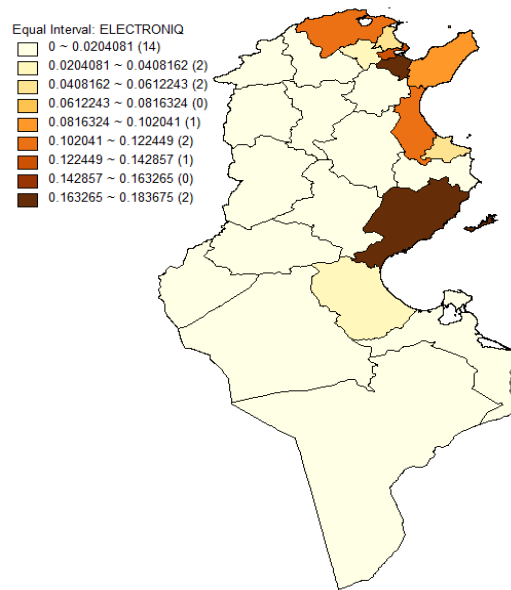 Equal Interval: ELECTRONIQ
0 ~ 0.0204081 (14)
0.0204081 ~ 0.0408162 (2)
0.0408162 ~ 0.0612243 (2)
0.0612243 ~ 0.0816324 (0)
0.0816324 ~ 0.102041 (1)
0.102041 ~ 0.122449 (2)
0.122449 ~ 0.142857 (1)
0.142857 ~ 0.163265 (0)
0.163265 ~ 0.183675 (2)